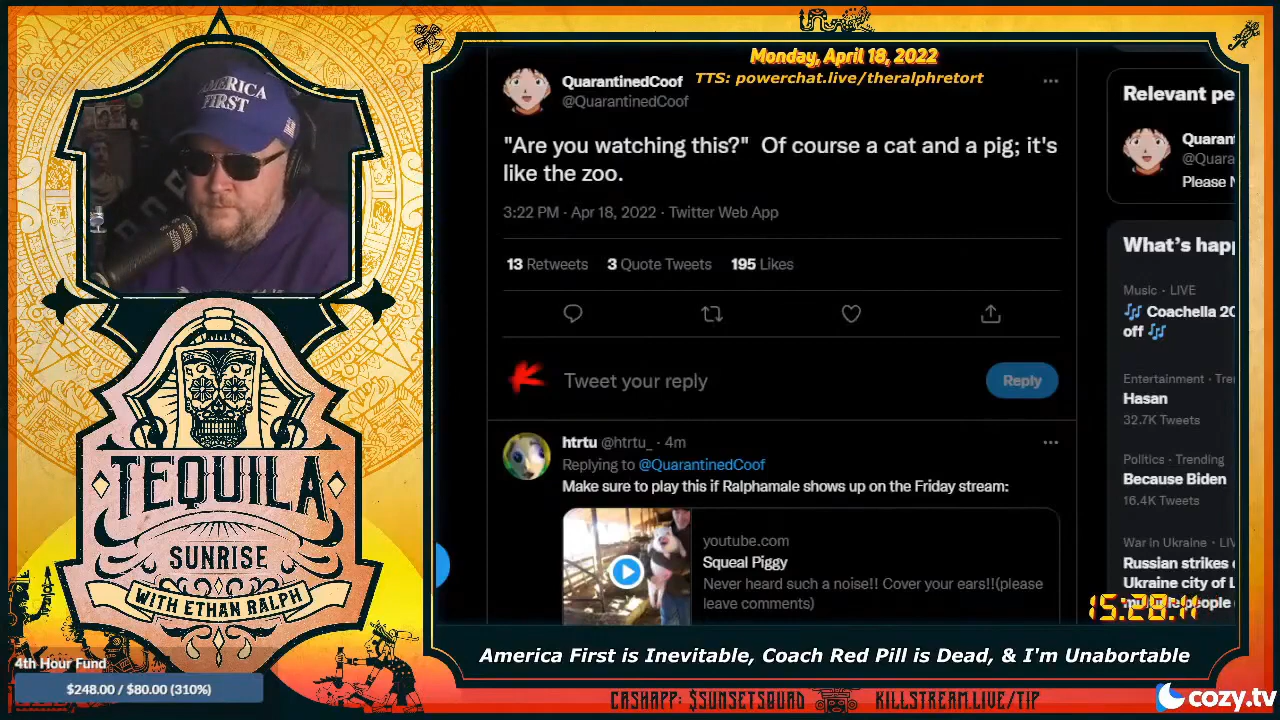 Monday, April 18, 2022
TTS: powerchat.live/theralphretort
AMERICA
FIRST
QuarantinedCoof
@QuarantinedCoof
"Are you watching this?" Of course a cat and a pig; it's
like the zoo.
3:22 PM · Apr 18, 2022 · Twitter Web App
13 Retweets 3 Quote Tweets 195 Likes
Tweet your reply
Reply
htrtu @htrtu_ · 4m
Replying to @QuarantinedCoof
Make sure to play this if Ralphamale shows up on the Friday stream:
youtube.com
Squeal Piggy
Never heard such a noise!! Cover your ears!!(please
leave comments)
Relevant pe
Quaran
@Quara
Please N
What's hap
Music · LIVE
Coachella 20
off
Entertainment · Tre
Hasan
32.7K Tweets
Politics · Trending
Because Biden
16.4K Tweets
War in Ukraine · LIV
Russian strikes
Ukraine city of L
people
15:28:11
TEQUILA
SUNRISE
WITH ETHAN RALPH
4th Hour Fund
$248.00 / $80.00 (310%)
America First is Inevitable, Coach Red Pill is Dead, & I'm Unabortable
CASHAPP: $SUNSETSQUAD
KILLSTREAM.LIVE/TIP
cozy.tv